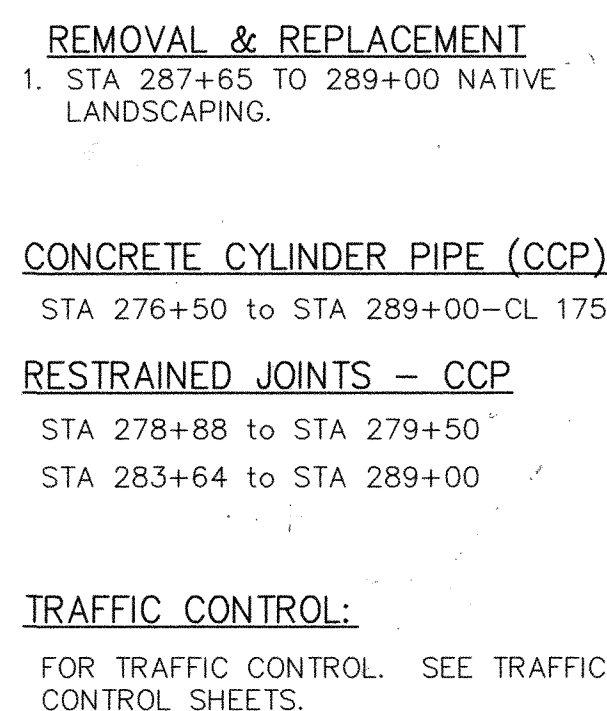 REMOVAL & REPLACEMENT
1. STA 287+65 TO 289+00 NATIVE
LANDSCAPING.
CONCRETE CYLINDER PIPE (CCP)
STA 276+50 to STA 289+00-CL 175
RESTRAINED JOINTS - CCP
STA 278+88 to STA 279+50
STA 283+64 to STA 289+00
TRAFFIC CONTROL:
FOR TRAFFIC CONTROL. SEE TRAFFIC
CONTROL SHEETS.